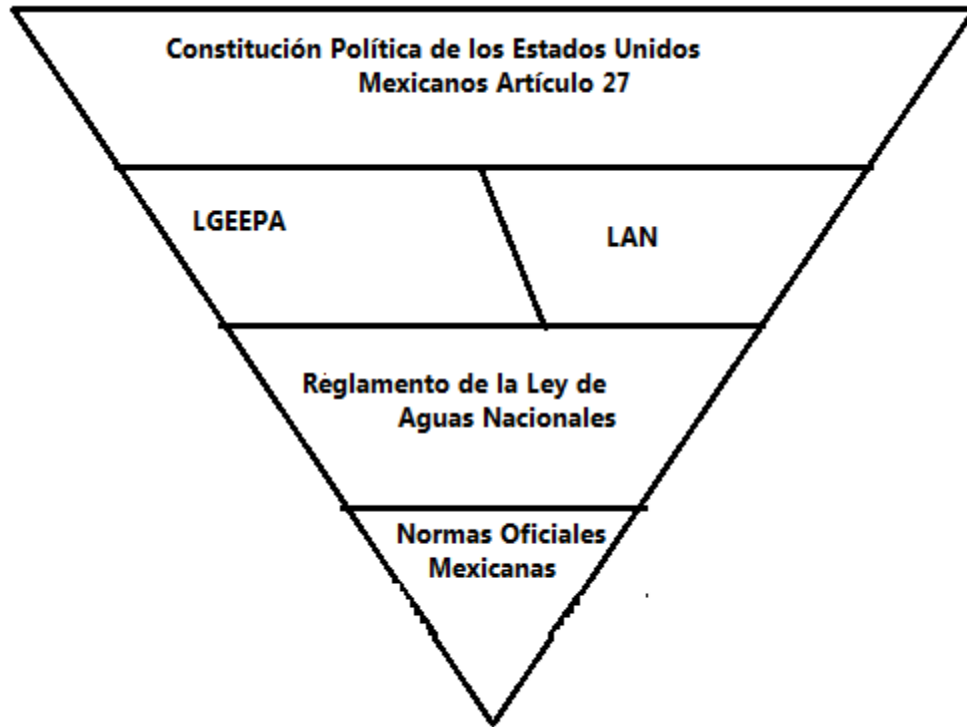 Constitución Política de los Estados Unidos
Mexicanos Artículo 27
LGEEPA
LAN
Reglamento de la Ley de
Aguas Nacionales
Normas Oficiales
Mexicanas